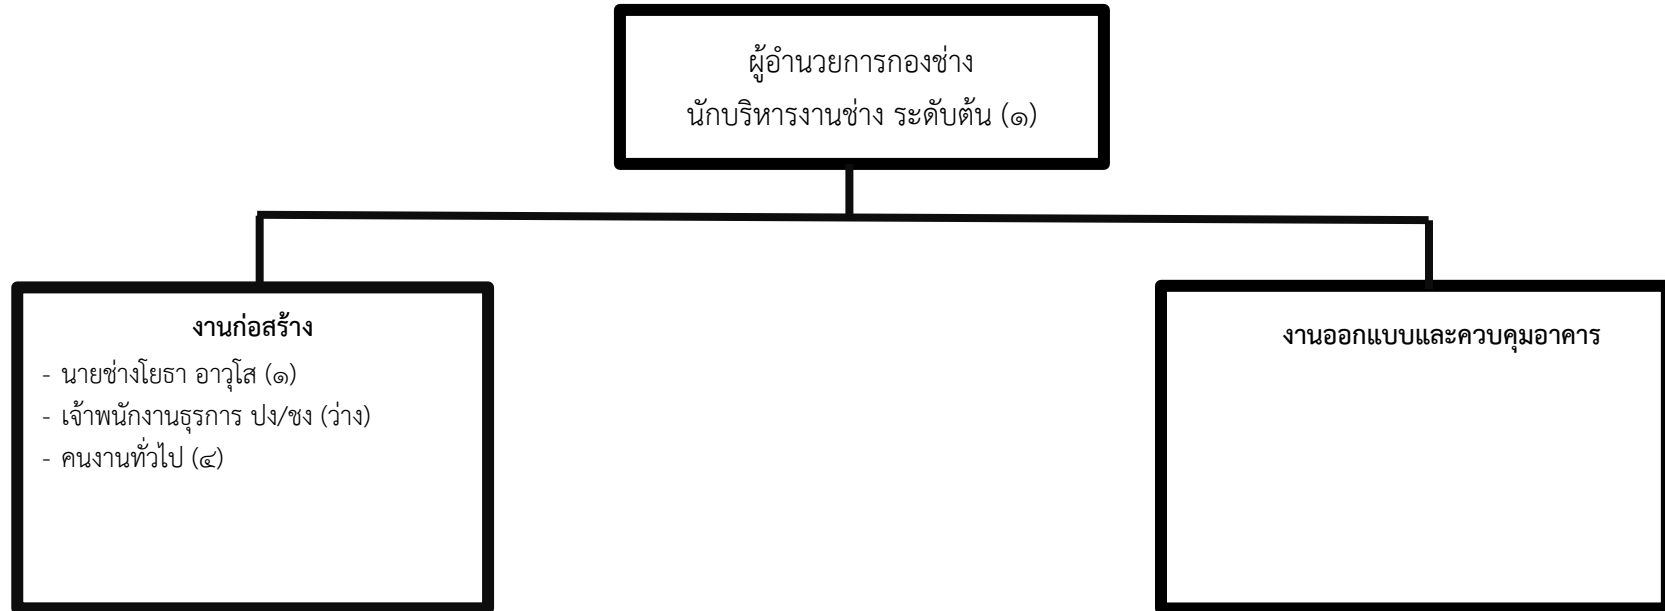 ผู้อำนวยการกองช่าง
นักบริหารงานช่าง ระดับต้น (๑)
งานก่อสร้าง
- นายช่างโยธา อาวุโส (๑)
- เจ้าพนักงานธุรการ ปง/ชง (ว่าง)
- คนงานทั่วไป (๔)
งานออกแบบและควบคุมอาคาร